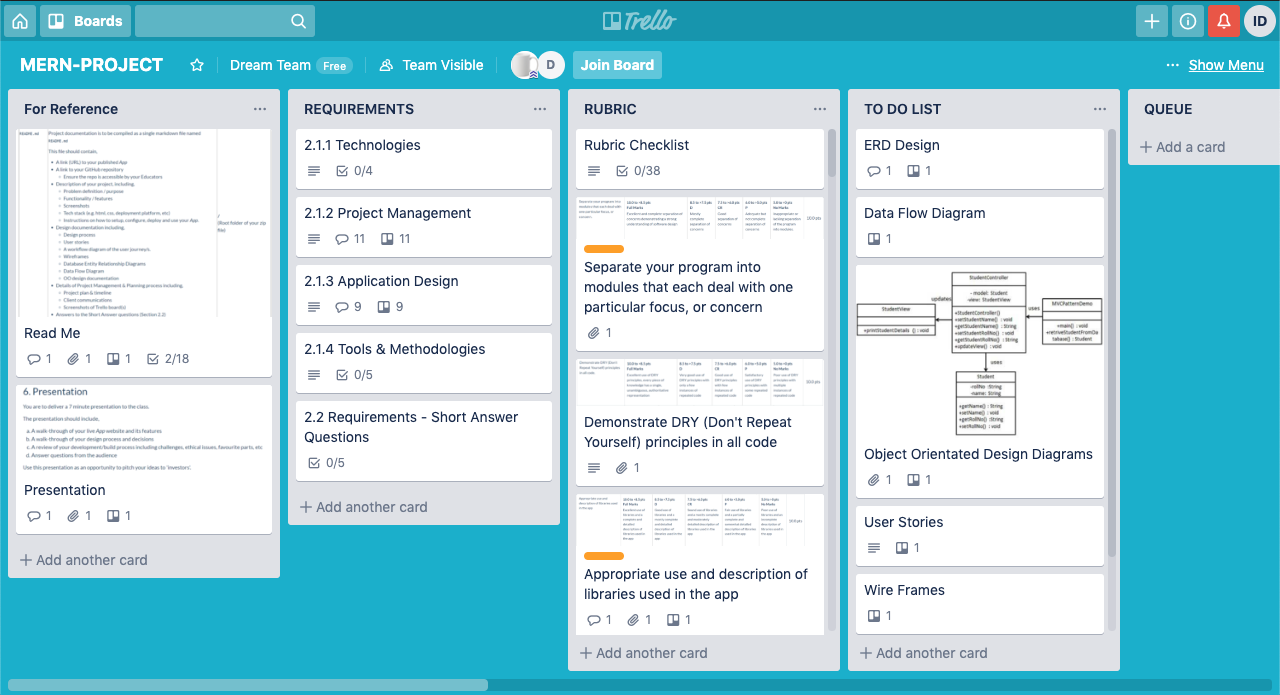 Boards
Trello
ID
MERN-PROJECT
Dream Team
Free
Team Visible
D
Join Board
... Show Menu
For Reference
README.md
Project documentation is to be compiled as a single markdown file named
README.md
This file should contain,
A link (URL) to your published App
A link to your GitHub repository
Ensure the repo is accessible by your Educators
Description of your project, including,
Problem definition / purpose
Functionality / features
Screenshots
Tech stack (e.g. html, css, deployment platform, etc)
Instructions on how to setup, configure, deploy and use your App
(Root folder of your zip
file)
Design documentation including,
Design process
User stories
A workflow diagram of the user journey/s.
Wireframes
Database Entity Relationship Diagrams
Data Flow Diagram
OO design documentation
Details of Project Management & Planning process including,
Project plan & timeline
Client communications
Screenshots of Trello board(s)
Answers to the Short Answer questions (Section 2.2)
Read Me
1 1 1 2/18
6. Presentation
You are to deliver a 7 minute presentation to the class.
The presentation should include,
a. A walk-through of your live App website and its features
b. A walk-through of your design process and decisions
c. A review of your development/build process including challenges, ethical issues, favourite parts, etc
d. Answer questions from the audience
Use this presentation as an opportunity to pitch your ideas to 'investors'.
Presentation
1 1 1
+ Add another card
REQUIREMENTS
2.1.1 Technologies
0/4
2.1.2 Project Management
11 11
2.1.3 Application Design
9 9
2.1.4 Tools & Methodologies
0/5
2.2 Requirements - Short Answer
Questions
0/5
+ Add another card
RUBRIC
Rubric Checklist
0/38
Separate your program into
modules that each deal with one
particular focus, or concern
1
Demonstrate DRY (Don't Repeat
Yourself) principles in all code
1
Appropriate use and description of
libraries used in the app
1 1 1
+ Add another card
TO DO LIST
ERD Design
1 1
Data Flow Diagram
1
StudentController
- model: Student
-view: StudentView
+StudentController()
+setStudentName() : void
+getStudentName() : String
+setStudentRollNo() : void
+getStudentRollNo() : String
+updateView() : void
updates
uses
StudentView
+printStudentDetails () : void
MVCPatternDemo
+main() : void
+retriveStudentFromDa
tabase() : Student
uses
Student
-rollNo :String
-name: String
+getName() : String
+setName() : void
+getRollNo() : String
+setRollNo() : void
Object Orientated Design Diagrams
1 1
User Stories
1
Wire Frames
1
+ Add another card
QUEUE
+ Add a card